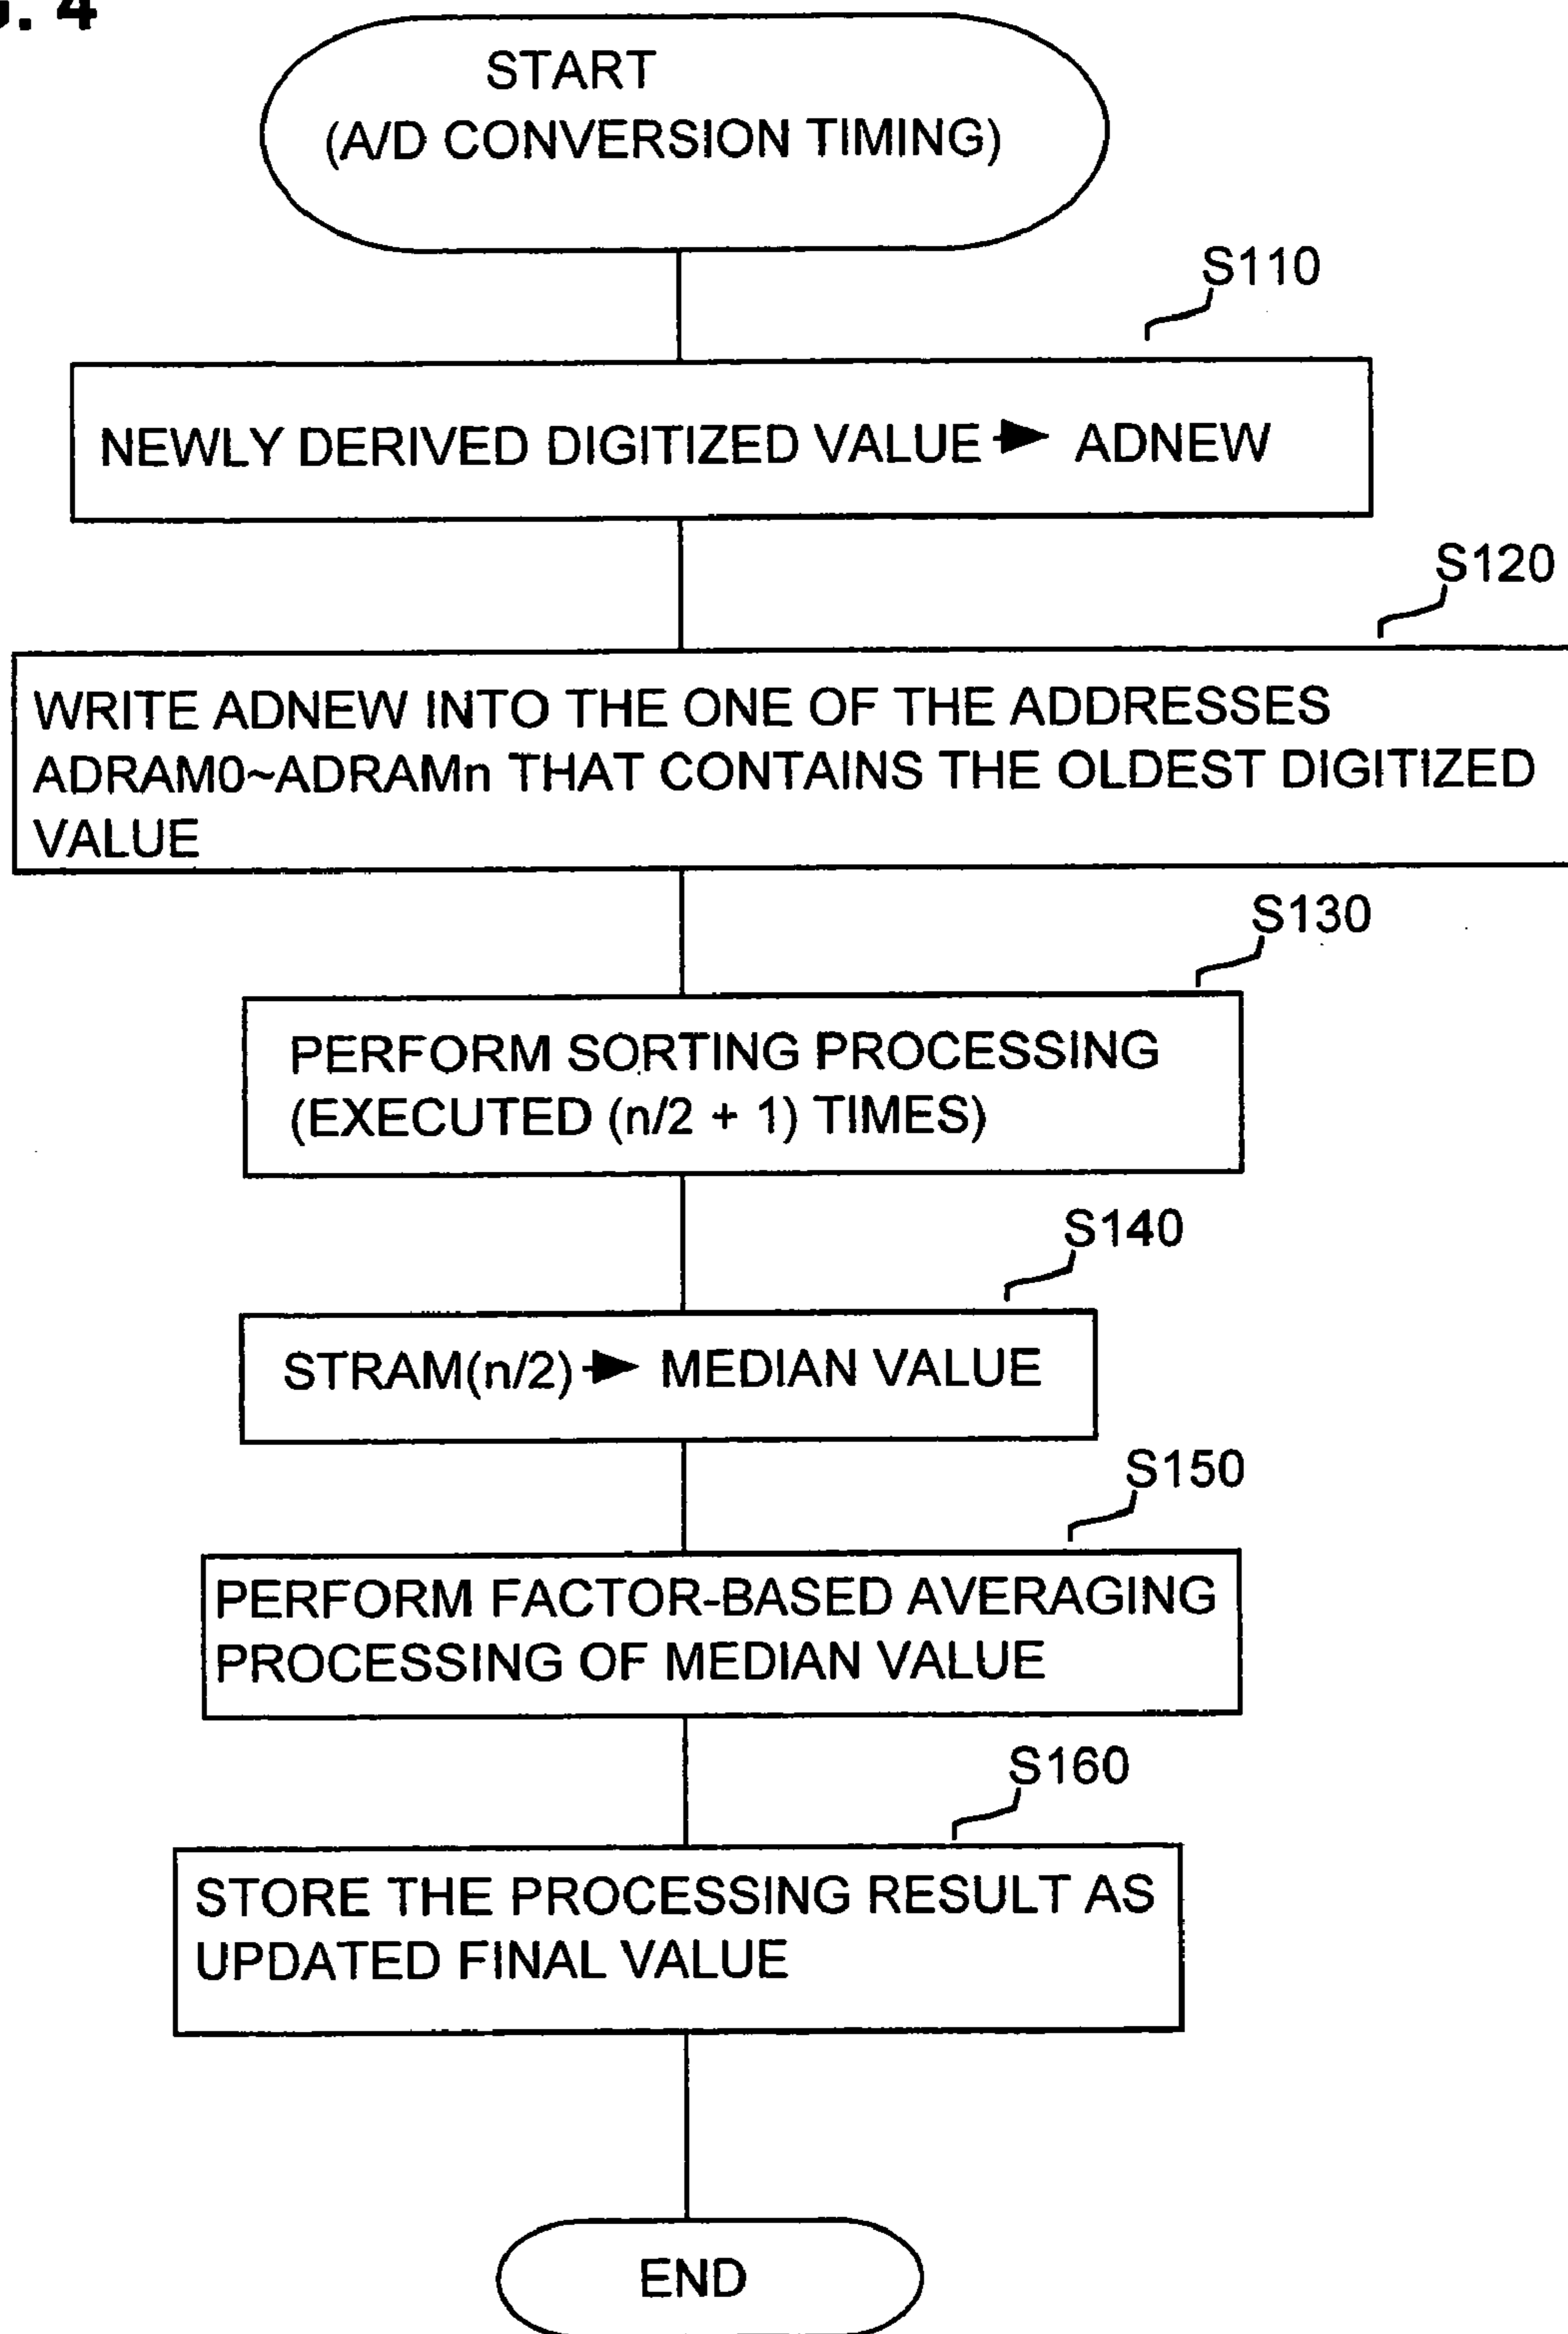 . 4
START
(A/D CONVERSION TIMING)
S110
NEWLY DERIVED DIGITIZED VALUE ► ADNEW
S120
WRITE ADNEW INTO THE ONE OF THE ADDRESSES
ADRAM0~ADRAMn THAT CONTAINS THE OLDEST DIGITIZED
VALUE
S130
PERFORM SORTING PROCESSING
(EXECUTED (n/2 + 1) TIMES)
S140
STRAM(n/2) ► MEDIAN VALUE
S150
PERFORM FACTOR-BASED AVERAGING
PROCESSING OF MEDIAN VALUE
S160
STORE THE PROCESSING RESULT AS
UPDATED FINAL VALUE
END